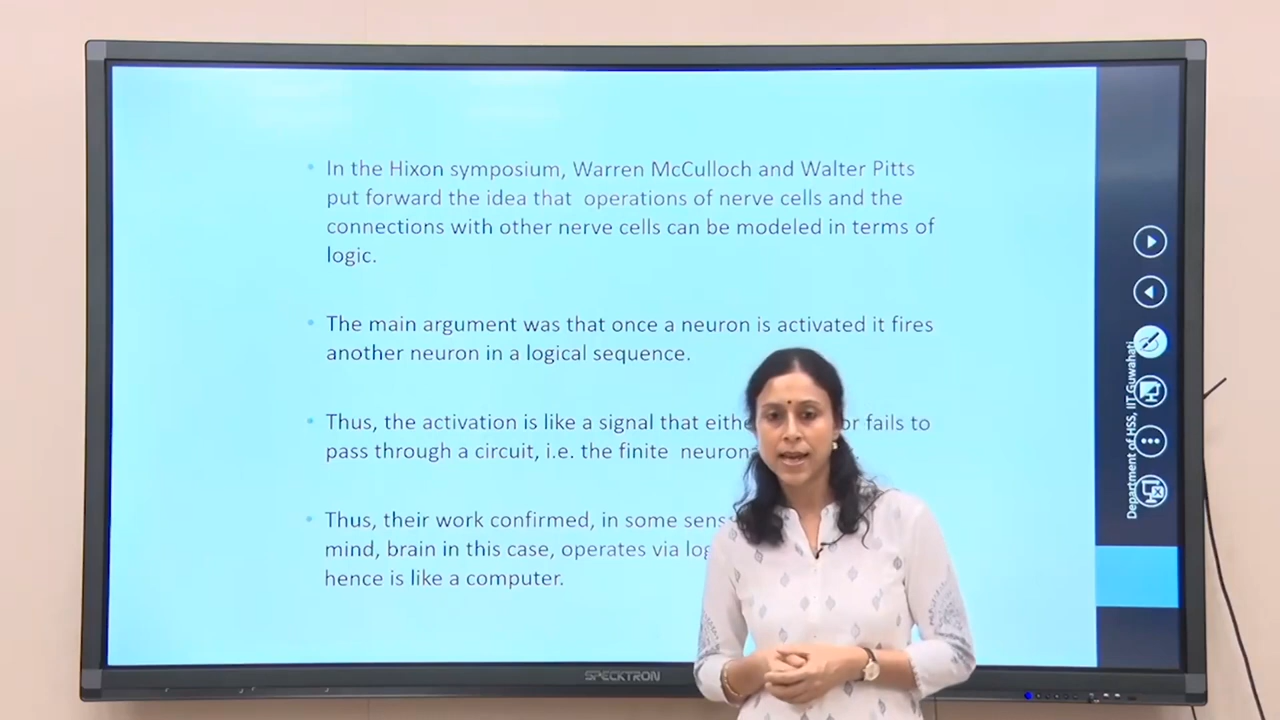 • In the Hixon symposium, Warren McCulloch and Walter Pitts
put forward the idea that operations of nerve cells and the
connections with other nerve cells can be modeled in terms of
logic.
• The main argument was that once a neuron is activated it fires
another neuron in a logical sequence.
• Thus, the activation is like a signal that or fails to
pass through a circuit, i.e. the finite neuron
• Thus, their work confirmed, in some
mind, brain in this case, operates via
hence is like a computer.
Department of HSS, IIT Guwahati
SPECKTRON